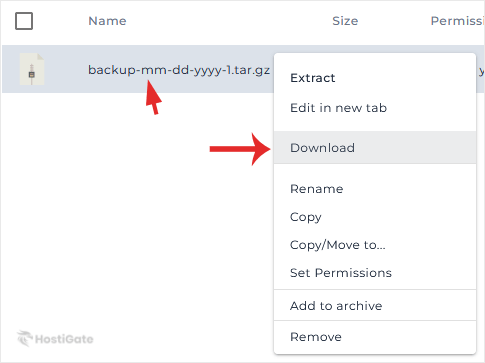 Name Size Permissi
backup-mm-dd-yyyy-1.tar.gz y
Extract
Edit in new tab
Download
Rename
Copy
Copy/Move to...
Set Permissions
Add to archive
Remove
HostiGate